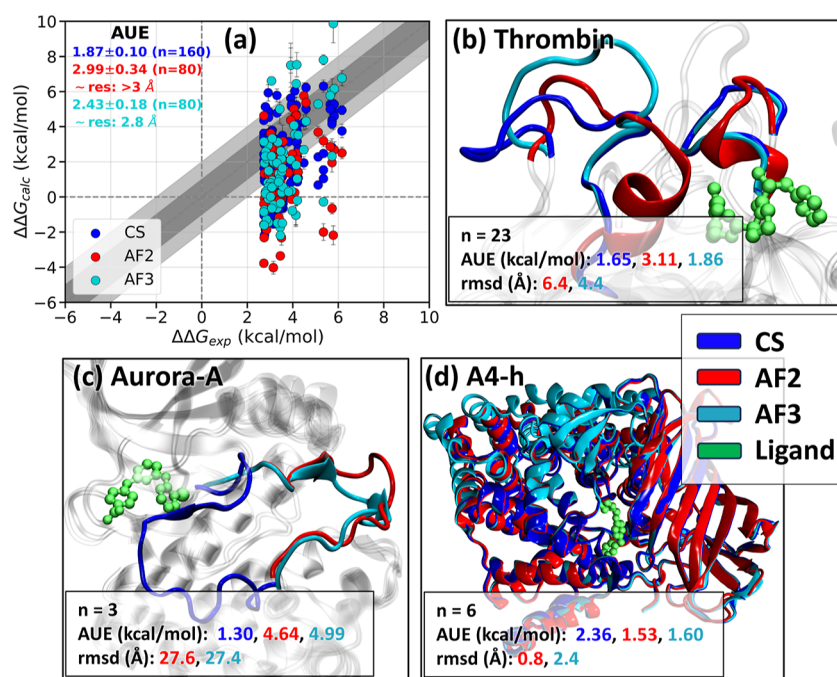 AUE
(a)
1.87±0.10 (n=160)
2.99±0.34 (n=80)
~ res: >3 Å
2.43±0.18 (n=80)
~ res: 2.8 Å
10
8
6
4
2
0
−2
−4
−6
ΔΔGcalc (kcal/mol)
CS
AF2
AF3
−6 −4 −2 0 2 4 6 8 10
ΔΔGexp (kcal/mol)
(b) Thrombin
n = 23
AUE (kcal/mol): 1.65, 3.11, 1.86
rmsd (Å): 6.4, 4.4
CS
AF2
AF3
Ligand
(c) Aurora-A
n = 3
AUE (kcal/mol): 1.30, 4.64, 4.99
rmsd (Å): 27.6, 27.4
(d) A4-h
n = 6
AUE (kcal/mol): 2.36, 1.53, 1.60
rmsd (Å): 0.8, 2.4